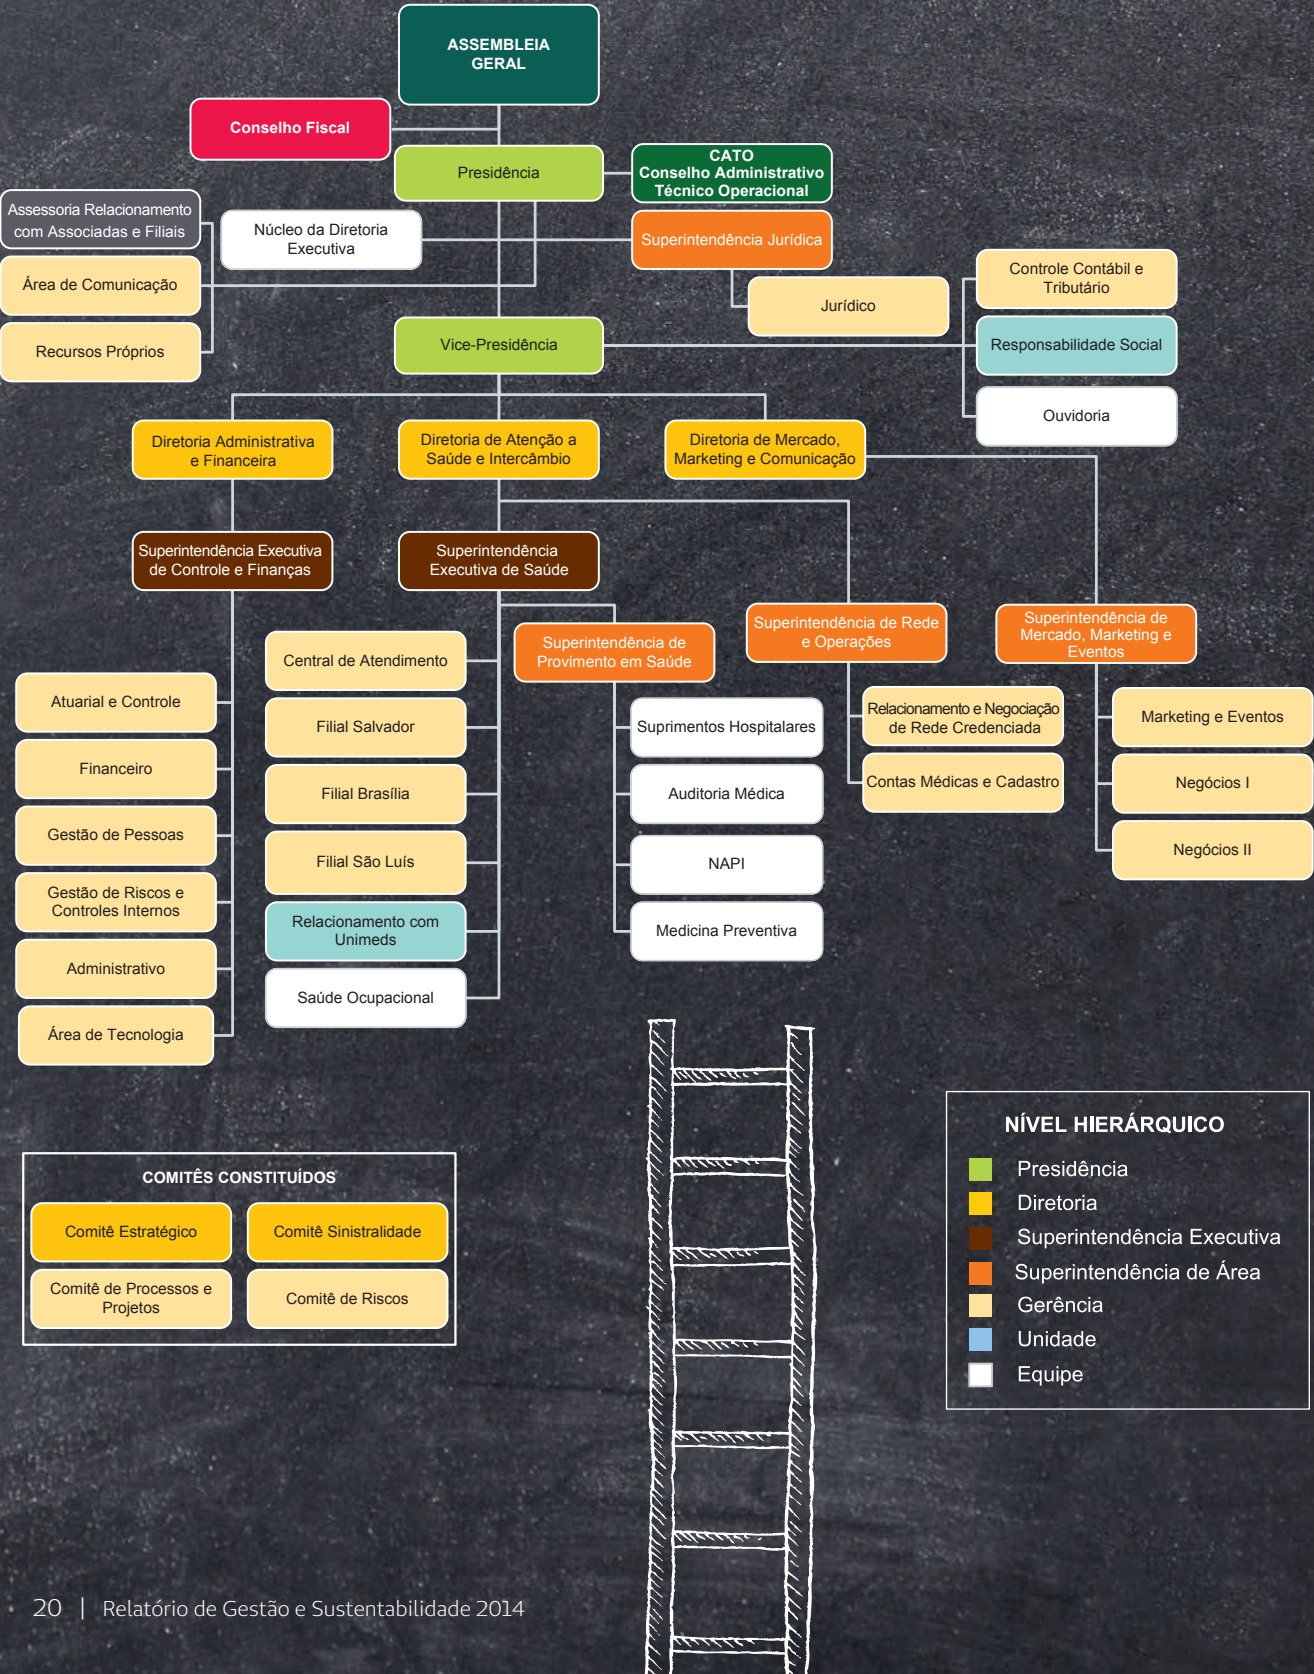 ASSEMBLEIA
GERAL
Conselho Fiscal
Presidência
CATO
Conselho Administrativo
Técnico Operacional
Assessoria Relacionamento
com Associadas e Filiais
Núcleo da Diretoria
Executiva
Superintendência Jurídica
Área de Comunicação
Jurídico
Controle Contábil e
Tributário
Recursos Próprios
Vice-Presidência
Responsabilidade Social
Ouvidoria
Diretoria Administrativa
e Financeira
Diretoria de Atenção a
Saúde e Intercâmbio
Diretoria de Mercado,
Marketing e Comunicação
Superintendência Executiva
de Controle e Finanças
Superintendência
Executiva de Saúde
Superintendência de
Provimento em Saúde
Superintendência de Rede
e Operações
Superintendência de
Mercado, Marketing e
Eventos
Atuarial e Controle
Financeiro
Gestão de Pessoas
Gestão de Riscos e
Controles Internos
Administrativo
Área de Tecnologia
Central de Atendimento
Filial Salvador
Filial Brasília
Filial São Luís
Relacionamento com
Unimeds
Saúde Ocupacional
Suprimentos Hospitalares
Auditoria Médica
NAPI
Medicina Preventiva
Relacionamento e Negociação
de Rede Credenciada
Contas Médicas e Cadastro
Marketing e Eventos
Negócios I
Negócios II
COMITÊS CONSTITUÍDOS
Comitê Estratégico
Comitê Sinistralidade
Comitê de Processos e
Projetos
Comitê de Riscos
NÍVEL HIERÁRQUICO
Presidência
Diretoria
Superintendência Executiva
Superintendência de Área
Gerência
Unidade
Equipe
20 | Relatório de Gestão e Sustentabilidade 2014